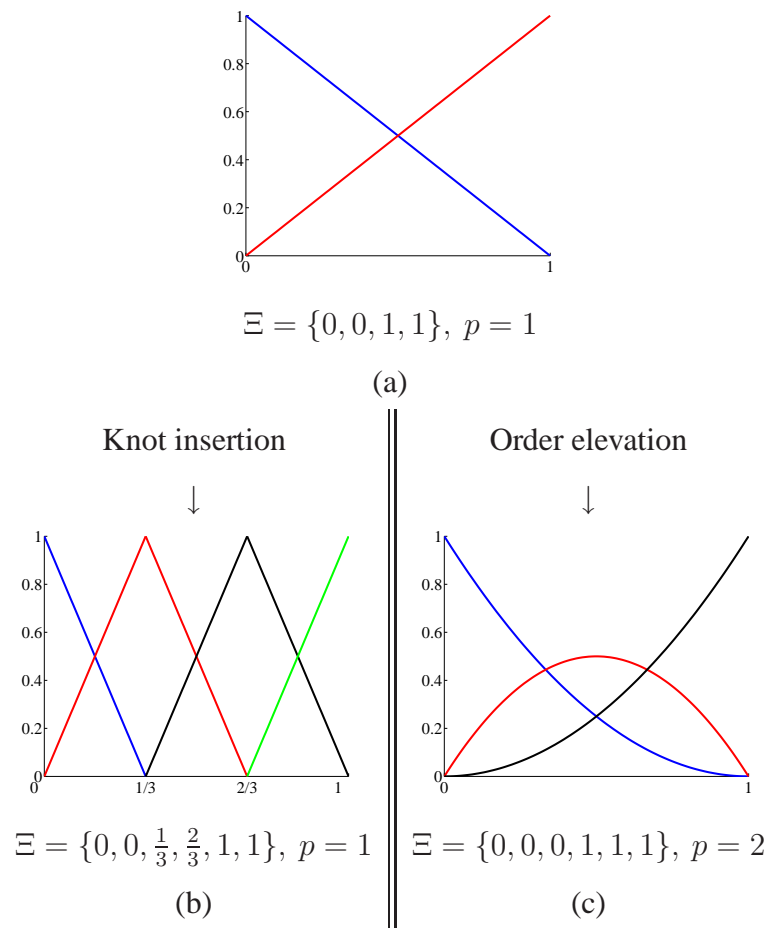 1
0.8
0.6
0.4
0.2
0
0 1
Ξ = {0, 0, 1, 1}, p = 1
(a)
Knot insertion
↓
1
0.8
0.6
0.4
0.2
0
0 1/3 2/3 1
Ξ = {0, 0, 1/3, 2/3, 1, 1}, p = 1
(b)
Order elevation
↓
1
0.8
0.6
0.4
0.2
0
0 1
Ξ = {0, 0, 0, 1, 1, 1}, p = 2
(c)